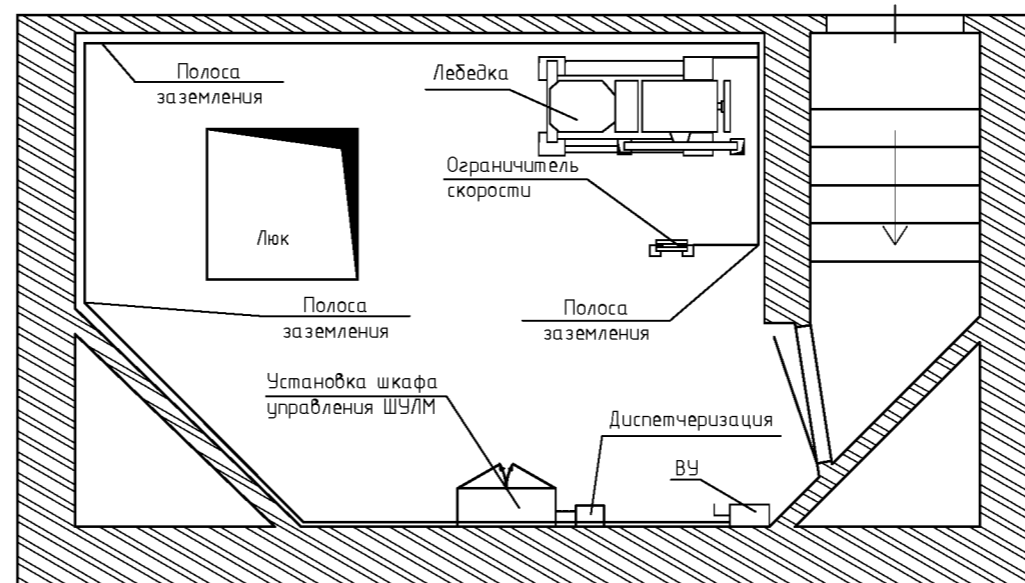 Полоса
заземления
Лебедка
Ограничитель
скорости
Люк
Полоса
заземления
Полоса
заземления
Установка шкафа
управления ШУЛМ
Диспетчеризация
ВУ